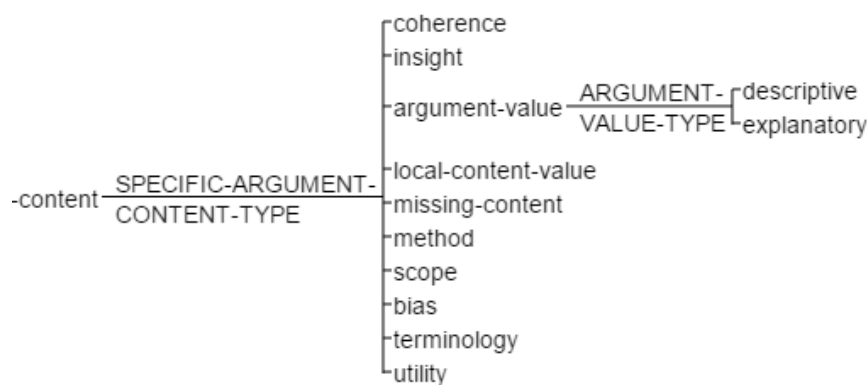 coherence
insight
argument-value
ARGUMENT-
VALUE-TYPE
descriptive
explanatory
-content
SPECIFIC-ARGUMENT-
CONTENT-TYPE
local-content-value
missing-content
method
scope
bias
terminology
utility